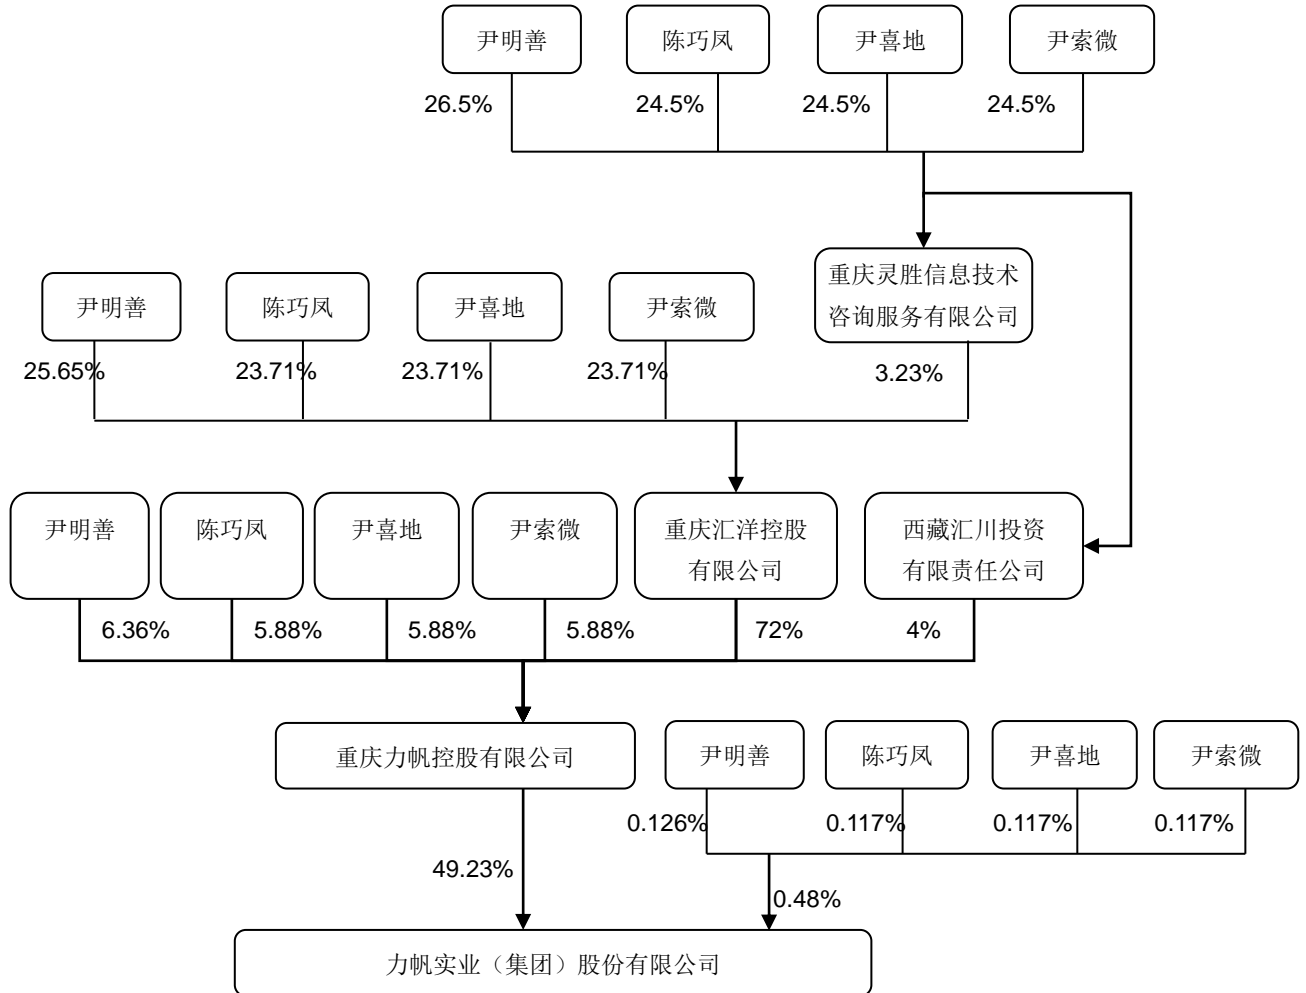 尹明善
陈巧凤
尹喜地
尹索微
26.5%
24.5%
24.5%
24.5%
重庆灵胜信息技术
咨询服务有限公司
尹明善
陈巧凤
尹喜地
尹索微
25.65%
23.71%
23.71%
23.71%
3.23%
尹明善
陈巧凤
尹喜地
尹索微
重庆汇洋控股
有限公司
西藏汇川投资
有限责任公司
6.36%
5.88%
5.88%
5.88%
72%
4%
重庆力帆控股有限公司
尹明善
陈巧凤
尹喜地
尹索微
0.126%
0.117%
0.117%
0.117%
49.23%
0.48%
力帆实业（集团）股份有限公司